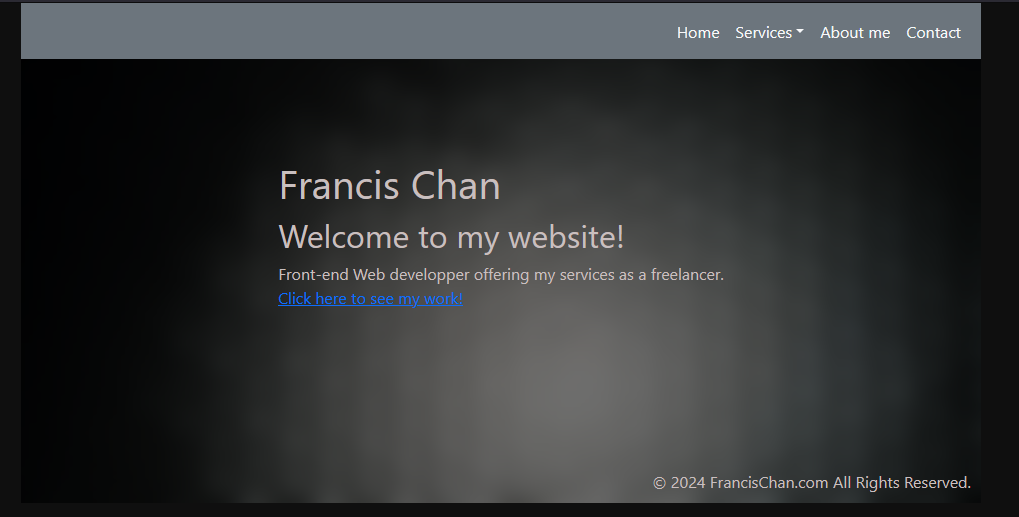 Home Services About me Contact
Francis Chan
Welcome to my website!
Front-end Web developper offering my services as a freelancer.
Click here to see my work!
© 2024 FrancisChan.com All Rights Reserved.